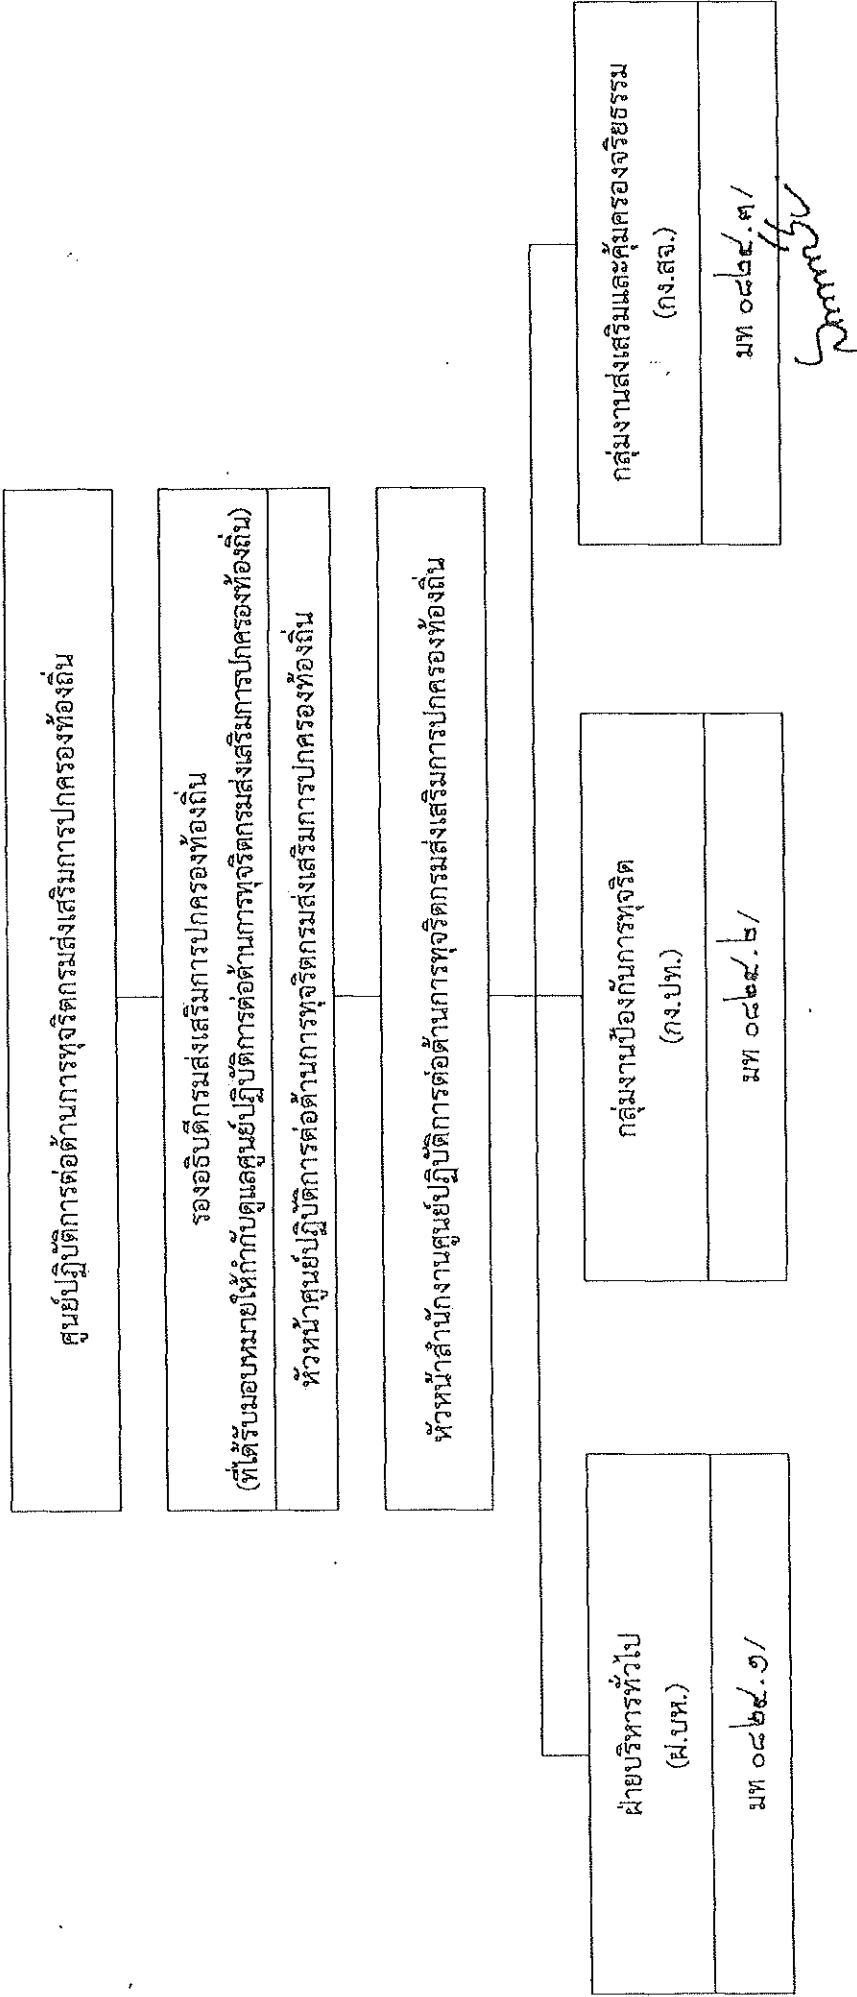 ศูนย์ปฏิบัติการต่อต้านการทุจริตกรมส่งเสริมการปกครองท้องถิ่น
รองอธิบดีกรมส่งเสริมการปกครองท้องถิ่น
(ที่ได้รับมอบหมายให้กำกับดูแลศูนย์ปฏิบัติการต่อต้านการทุจริตกรมส่งเสริมการปกครองท้องถิ่น)
หัวหน้าศูนย์ปฏิบัติการต่อต้านการทุจริตกรมส่งเสริมการปกครองท้องถิ่น
หัวหน้าสำนักงานศูนย์ปฏิบัติการต่อต้านการทุจริตกรมส่งเสริมการปกครองท้องถิ่น
ฝ่ายบริหารทั่วไป
(ฝ.บท.)
มท ๐๘๒๔.๑/
กลุ่มงานป้องกันการทุจริต
(กง.ปท.)
มท ๐๘๒๔.๒/
กลุ่มงานส่งเสริมและคุ้มครองจริยธรรม
(กง.สจ.)
มท ๐๘๒๔.๓/